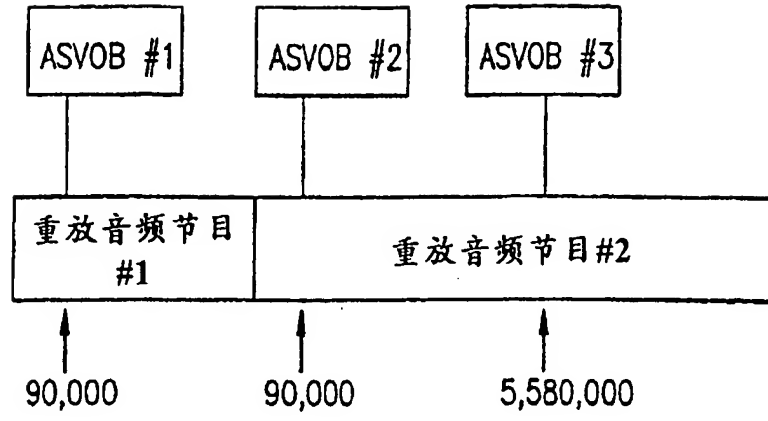 ASVOB #1
ASVOB #2
ASVOB #3
重放音频节目
#1
重放音频节目#2
90,000
90,000
5,580,000